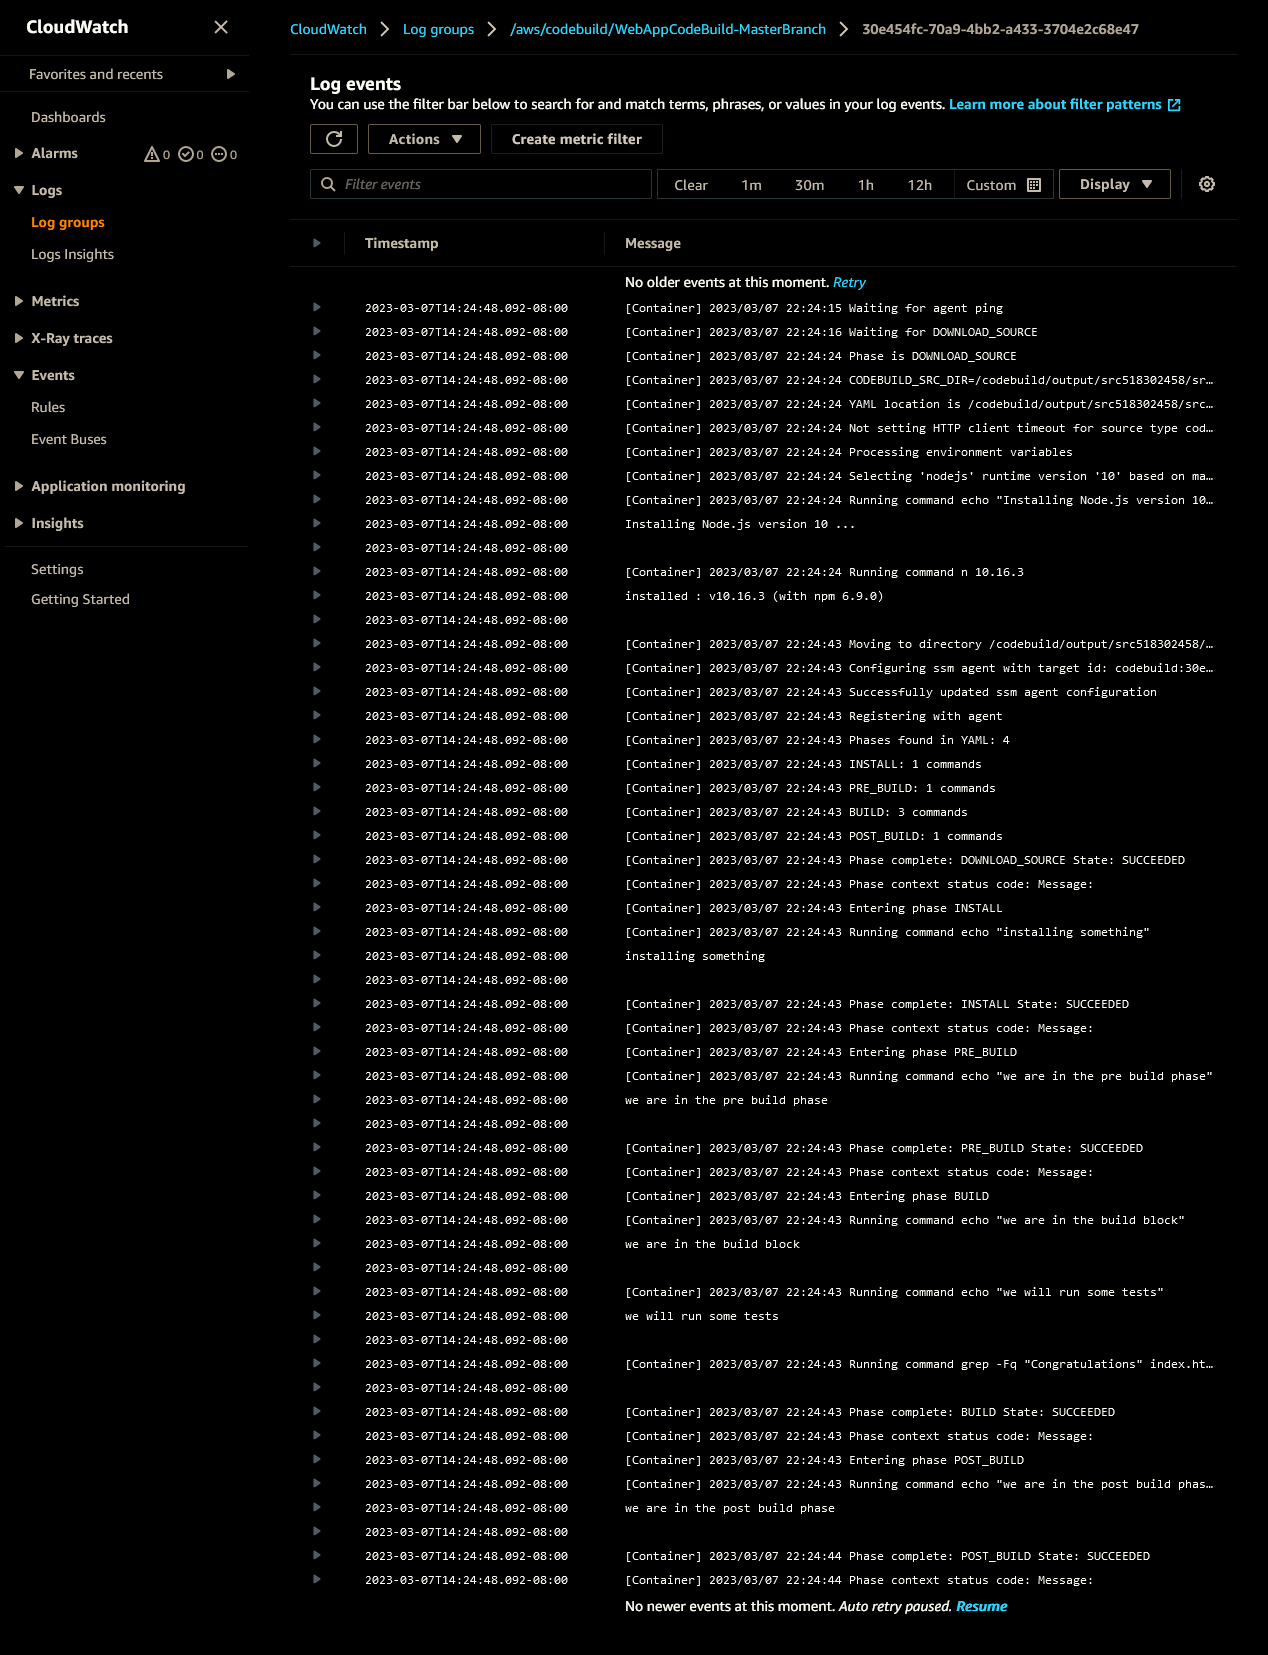 CloudWatch
Favorites and recents
Dashboards
Alarms 0 0 0
Logs
Log groups
Logs Insights
Metrics
X-Ray traces
Events
Rules
Event Buses
Application monitoring
Insights
Settings
Getting Started
CloudWatch Log groups /aws/codebuild/WebAppCodeBuild-MasterBranch 30e454fc-70a9-4bb2-a433-3704e2c68e47
Log events
You can use the filter bar below to search for and match terms, phrases, or values in your log events. Learn more about filter patterns
Actions Create metric filter
Filter events Clear 1m 30m 1h 12h Custom Display
Timestamp Message
No older events at this moment. Retry
2023-03-07T14:24:48.092-08:00 [Container] 2023/03/07 22:24:15 Waiting for agent ping
2023-03-07T14:24:48.092-08:00 [Container] 2023/03/07 22:24:16 Waiting for DOWNLOAD_SOURCE
2023-03-07T14:24:48.092-08:00 [Container] 2023/03/07 22:24:24 Phase is DOWNLOAD_SOURCE
2023-03-07T14:24:48.092-08:00 [Container] 2023/03/07 22:24:24 CODEBUILD_SRC_DIR=/codebuild/output/src518302458/sr…
2023-03-07T14:24:48.092-08:00 [Container] 2023/03/07 22:24:24 YAML location is /codebuild/output/src518302458/src…
2023-03-07T14:24:48.092-08:00 [Container] 2023/03/07 22:24:24 Not setting HTTP client timeout for source type cod…
2023-03-07T14:24:48.092-08:00 [Container] 2023/03/07 22:24:24 Processing environment variables
2023-03-07T14:24:48.092-08:00 [Container] 2023/03/07 22:24:24 Selecting 'nodejs' runtime version '10' based on ma…
2023-03-07T14:24:48.092-08:00 [Container] 2023/03/07 22:24:24 Running command echo "Installing Node.js version 10…
2023-03-07T14:24:48.092-08:00 Installing Node.js version 10 ...
2023-03-07T14:24:48.092-08:00
2023-03-07T14:24:48.092-08:00 [Container] 2023/03/07 22:24:24 Running command n 10.16.3
2023-03-07T14:24:48.092-08:00 installed : v10.16.3 (with npm 6.9.0)
2023-03-07T14:24:48.092-08:00
2023-03-07T14:24:48.092-08:00 [Container] 2023/03/07 22:24:43 Moving to directory /codebuild/output/src518302458/…
2023-03-07T14:24:48.092-08:00 [Container] 2023/03/07 22:24:43 Configuring ssm agent with target id: codebuild:30e…
2023-03-07T14:24:48.092-08:00 [Container] 2023/03/07 22:24:43 Successfully updated ssm agent configuration
2023-03-07T14:24:48.092-08:00 [Container] 2023/03/07 22:24:43 Registering with agent
2023-03-07T14:24:48.092-08:00 [Container] 2023/03/07 22:24:43 Phases found in YAML: 4
2023-03-07T14:24:48.092-08:00 [Container] 2023/03/07 22:24:43 INSTALL: 1 commands
2023-03-07T14:24:48.092-08:00 [Container] 2023/03/07 22:24:43 PRE_BUILD: 1 commands
2023-03-07T14:24:48.092-08:00 [Container] 2023/03/07 22:24:43 BUILD: 3 commands
2023-03-07T14:24:48.092-08:00 [Container] 2023/03/07 22:24:43 POST_BUILD: 1 commands
2023-03-07T14:24:48.092-08:00 [Container] 2023/03/07 22:24:43 Phase complete: DOWNLOAD_SOURCE State: SUCCEEDED
2023-03-07T14:24:48.092-08:00 [Container] 2023/03/07 22:24:43 Phase context status code: Message:
2023-03-07T14:24:48.092-08:00 [Container] 2023/03/07 22:24:43 Entering phase INSTALL
2023-03-07T14:24:48.092-08:00 [Container] 2023/03/07 22:24:43 Running command echo "installing something"
2023-03-07T14:24:48.092-08:00 installing something
2023-03-07T14:24:48.092-08:00
2023-03-07T14:24:48.092-08:00 [Container] 2023/03/07 22:24:43 Phase complete: INSTALL State: SUCCEEDED
2023-03-07T14:24:48.092-08:00 [Container] 2023/03/07 22:24:43 Phase context status code: Message:
2023-03-07T14:24:48.092-08:00 [Container] 2023/03/07 22:24:43 Entering phase PRE_BUILD
2023-03-07T14:24:48.092-08:00 [Container] 2023/03/07 22:24:43 Running command echo "we are in the pre build phase"
2023-03-07T14:24:48.092-08:00 we are in the pre build phase
2023-03-07T14:24:48.092-08:00
2023-03-07T14:24:48.092-08:00 [Container] 2023/03/07 22:24:43 Phase complete: PRE_BUILD State: SUCCEEDED
2023-03-07T14:24:48.092-08:00 [Container] 2023/03/07 22:24:43 Phase context status code: Message:
2023-03-07T14:24:48.092-08:00 [Container] 2023/03/07 22:24:43 Entering phase BUILD
2023-03-07T14:24:48.092-08:00 [Container] 2023/03/07 22:24:43 Running command echo "we are in the build block"
2023-03-07T14:24:48.092-08:00 we are in the build block
2023-03-07T14:24:48.092-08:00
2023-03-07T14:24:48.092-08:00 [Container] 2023/03/07 22:24:43 Running command echo "we will run some tests"
2023-03-07T14:24:48.092-08:00 we will run some tests
2023-03-07T14:24:48.092-08:00
2023-03-07T14:24:48.092-08:00 [Container] 2023/03/07 22:24:43 Running command grep -Fq "Congratulations" index.ht…
2023-03-07T14:24:48.092-08:00
2023-03-07T14:24:48.092-08:00 [Container] 2023/03/07 22:24:43 Phase complete: BUILD State: SUCCEEDED
2023-03-07T14:24:48.092-08:00 [Container] 2023/03/07 22:24:43 Phase context status code: Message:
2023-03-07T14:24:48.092-08:00 [Container] 2023/03/07 22:24:43 Entering phase POST_BUILD
2023-03-07T14:24:48.092-08:00 [Container] 2023/03/07 22:24:43 Running command echo "we are in the post build phas…
2023-03-07T14:24:48.092-08:00 we are in the post build phase
2023-03-07T14:24:48.092-08:00
2023-03-07T14:24:48.092-08:00 [Container] 2023/03/07 22:24:44 Phase complete: POST_BUILD State: SUCCEEDED
2023-03-07T14:24:48.092-08:00 [Container] 2023/03/07 22:24:44 Phase context status code: Message:
No newer events at this moment. Auto retry paused. Resume